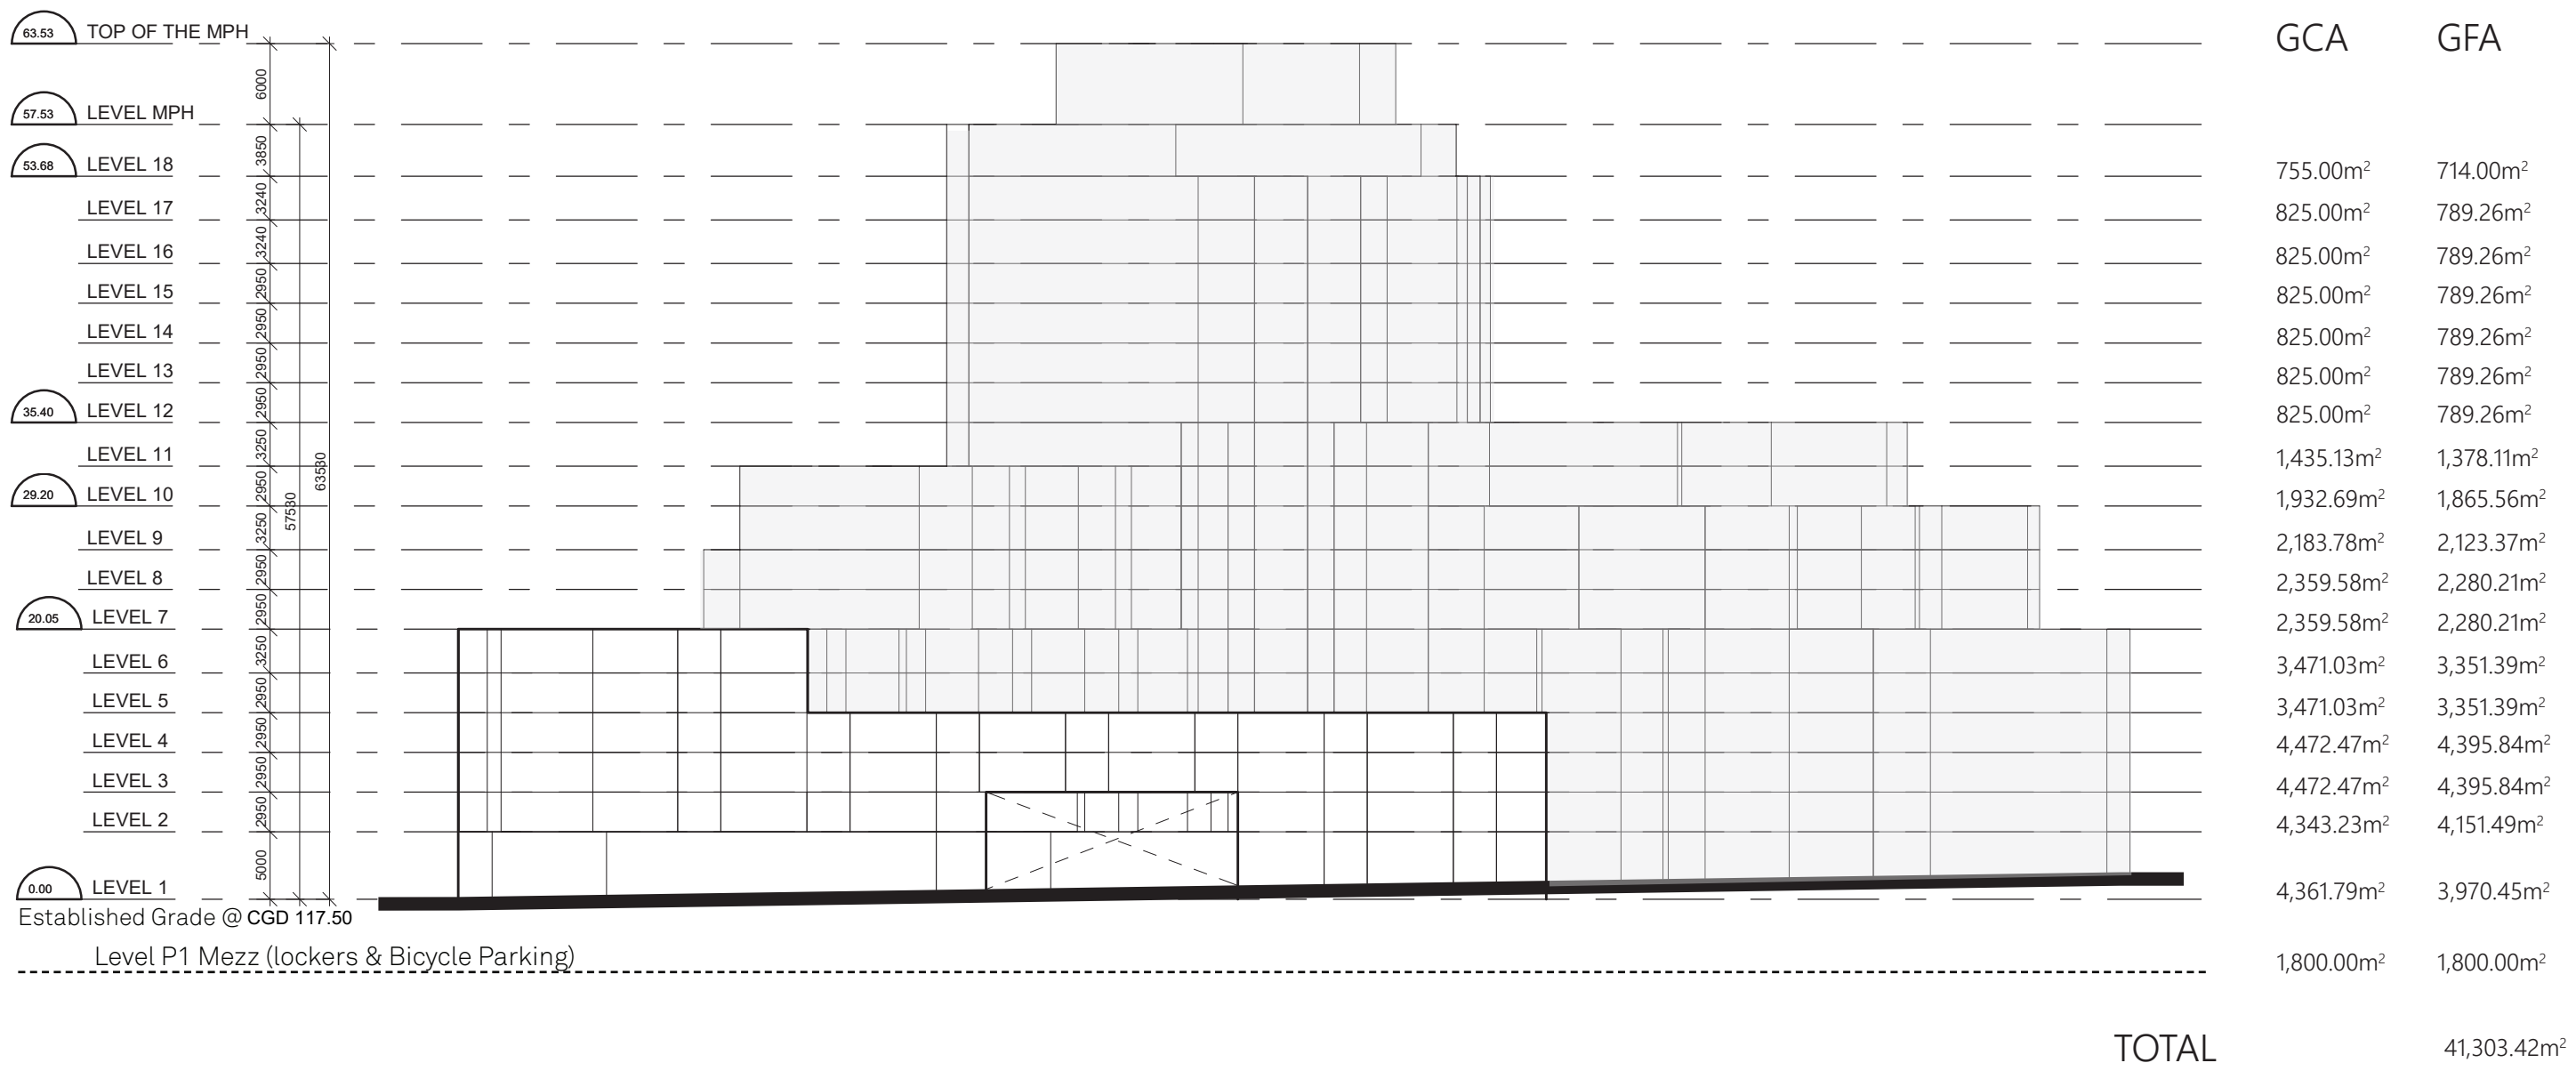 GCA GFA
63.53 TOP OF THE MPH
6000
57.53 LEVEL MPH
3850
53.68 LEVEL 18 755.00m² 714.00m²
3240
LEVEL 17 825.00m² 789.26m²
3240
LEVEL 16 825.00m² 789.26m²
2950
LEVEL 15 825.00m² 789.26m²
2950
LEVEL 14 825.00m² 789.26m²
2950
LEVEL 13 825.00m² 789.26m²
2950
35.40 LEVEL 12 825.00m² 789.26m²
3250
63530
LEVEL 11 1,435.13m² 1,378.11m²
2950
29.20 LEVEL 10 1,932.69m² 1,865.56m²
57530
3250
LEVEL 9 2,183.78m² 2,123.37m²
2950
LEVEL 8 2,359.58m² 2,280.21m²
2950
20.05 LEVEL 7 2,359.58m² 2,280.21m²
3250
LEVEL 6 3,471.03m² 3,351.39m²
2950
LEVEL 5 3,471.03m² 3,351.39m²
2950
LEVEL 4 4,472.47m² 4,395.84m²
2950
LEVEL 3 4,472.47m² 4,395.84m²
2950
LEVEL 2 4,343.23m² 4,151.49m²
5000
0.00 LEVEL 1 4,361.79m² 3,970.45m²
Established Grade @ CGD 117.50
Level P1 Mezz (lockers & Bicycle Parking) 1,800.00m² 1,800.00m²
TOTAL 41,303.42m²